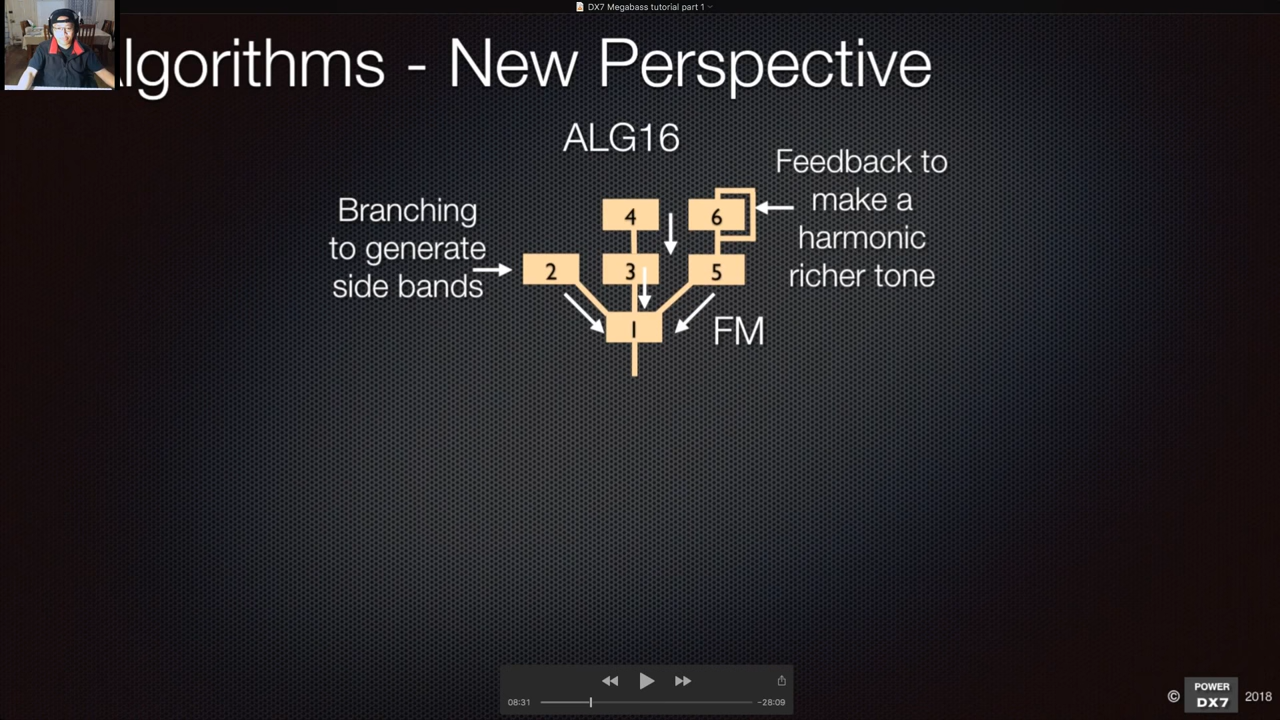 DX7 Megabass tutorial part 1
lgorithms - New Perspective
ALG16
Feedback to
make a
harmonic
richer tone
Branching
to generate
side bands
4
6
2
3
5
1
FM
08:31
-28:09
©
POWER
DX7
2018